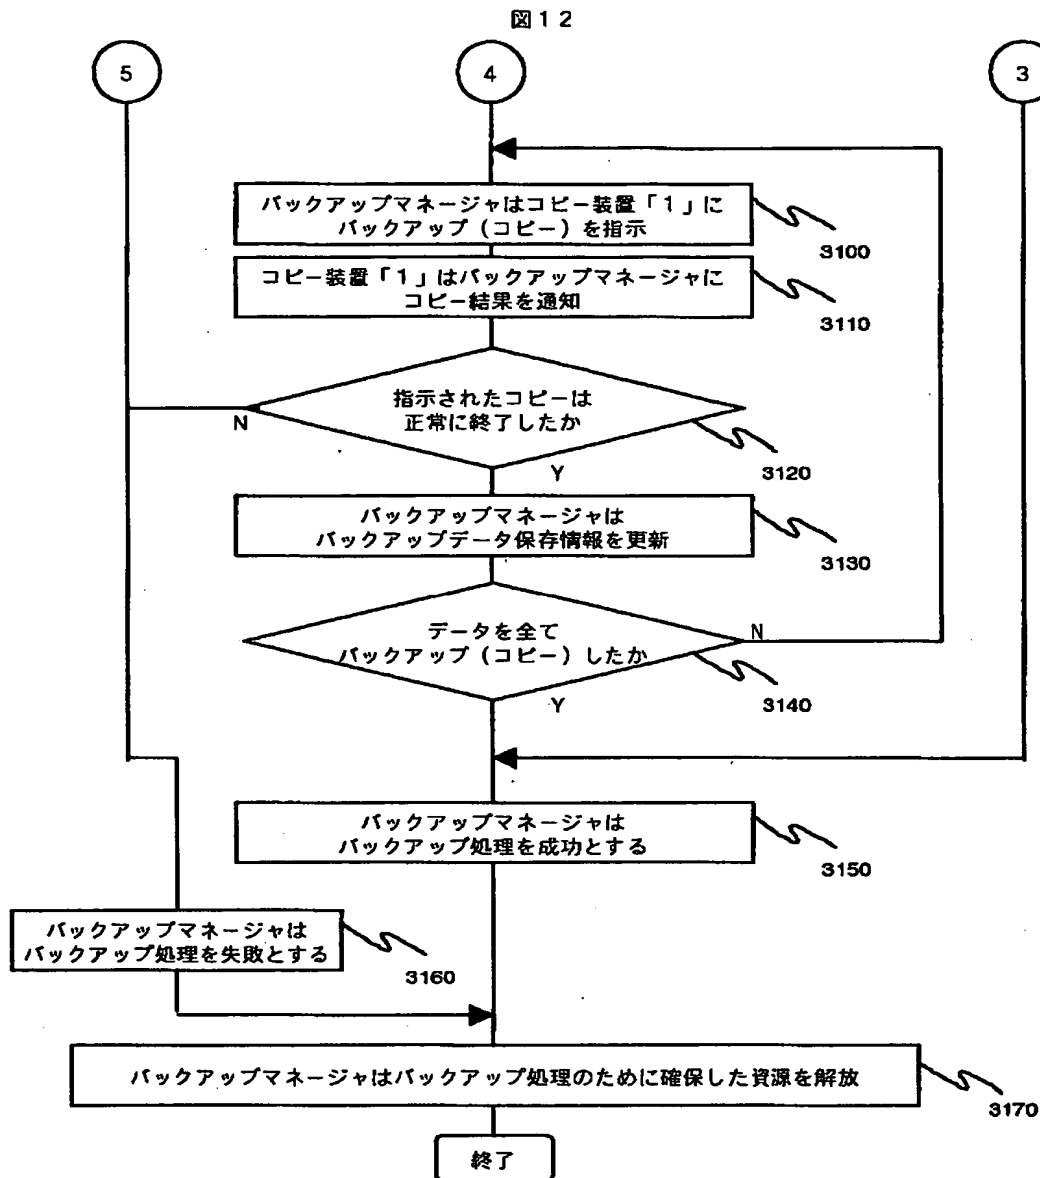 図12
5
4
3
バックアップマネージャはコピー装置「1」に
バックアップ(コピー)を指示
3100
コピー装置「1」はバックアップマネージャに
コピー結果を通知
3110
指示されたコピーは
正常に終了したか
N
3120
Y
バックアップマネージャは
バックアップデータ保存情報を更新
3130
データを全て
バックアップ(コピー)したか
N
3140
Y
バックアップマネージャは
バックアップ処理を成功とする
3150
バックアップマネージャは
バックアップ処理を失敗とする
3160
バックアップマネージャはバックアップ処理のために確保した資源を解放
3170
終了